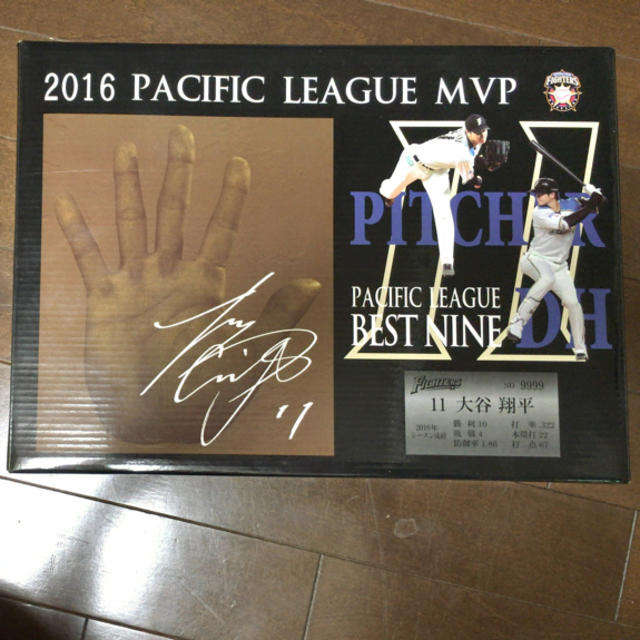 2016 PACIFIC LEAGUE MVP
FIGHTERS
PITCHER
PACIFIC LEAGUE
BEST NINE
DH
11
FIGHTERS
NO 9999
11 大谷 翔平
2016年
シーズン成績
勝 利 10
敗 戦 4
防御率 1.86
打 率 .322
本塁打 22
打 点 67